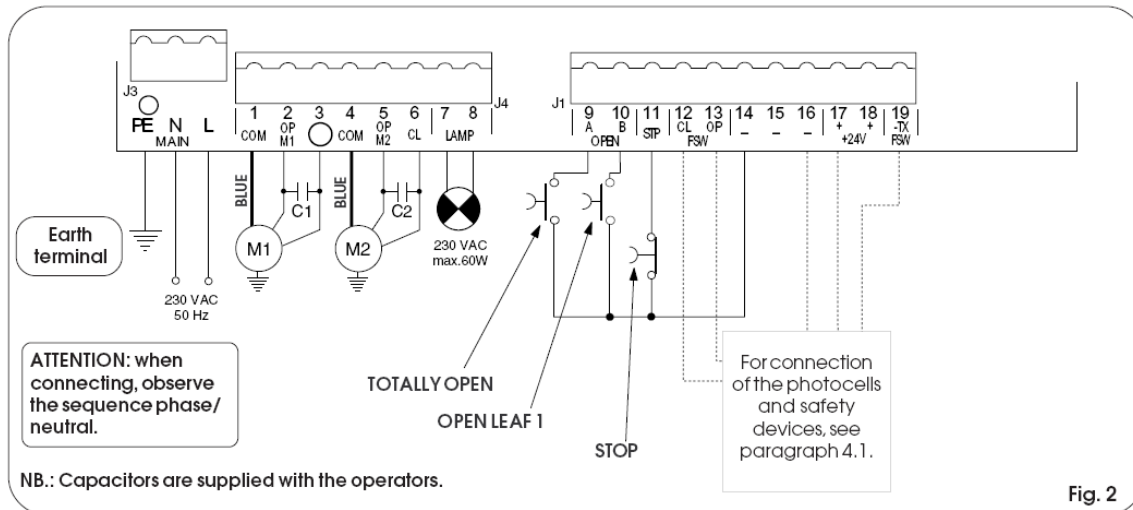 J3
PE N L
MAIN
1 2 3 4 5 6 7 8
COM OP M1 COM OP M2 CL LAMP
J4
J1
9 10 11 12 13 14 15 16 17 18 19
A B STP CL OP – – – + + -TX
OPEN FSW +24V FSW
BLUE
BLUE
C1
C2
M1
M2
Earth
terminal
230 VAC
50 Hz
230 VAC
max.60W
ATTENTION: when
connecting, observe
the sequence phase/
neutral.
TOTALLY OPEN
OPEN LEAF 1
STOP
For connection
of the photocells
and safety
devices, see
paragraph 4.1.
NB.: Capacitors are supplied with the operators.
Fig. 2